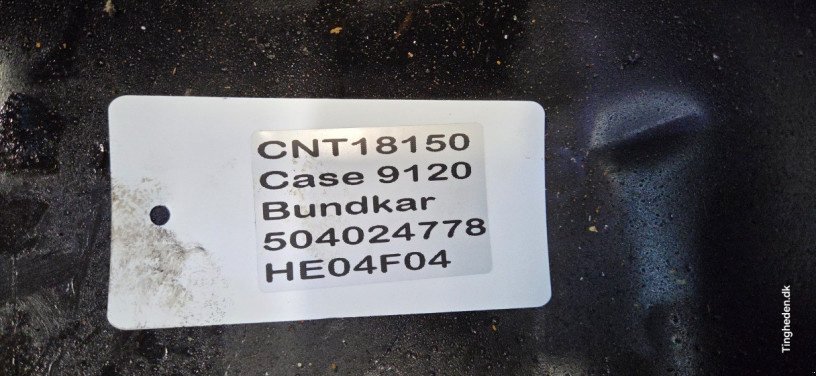 CNT18150
Case 9120
Bundkar
504024778
HE04F04
Tingheden.dk